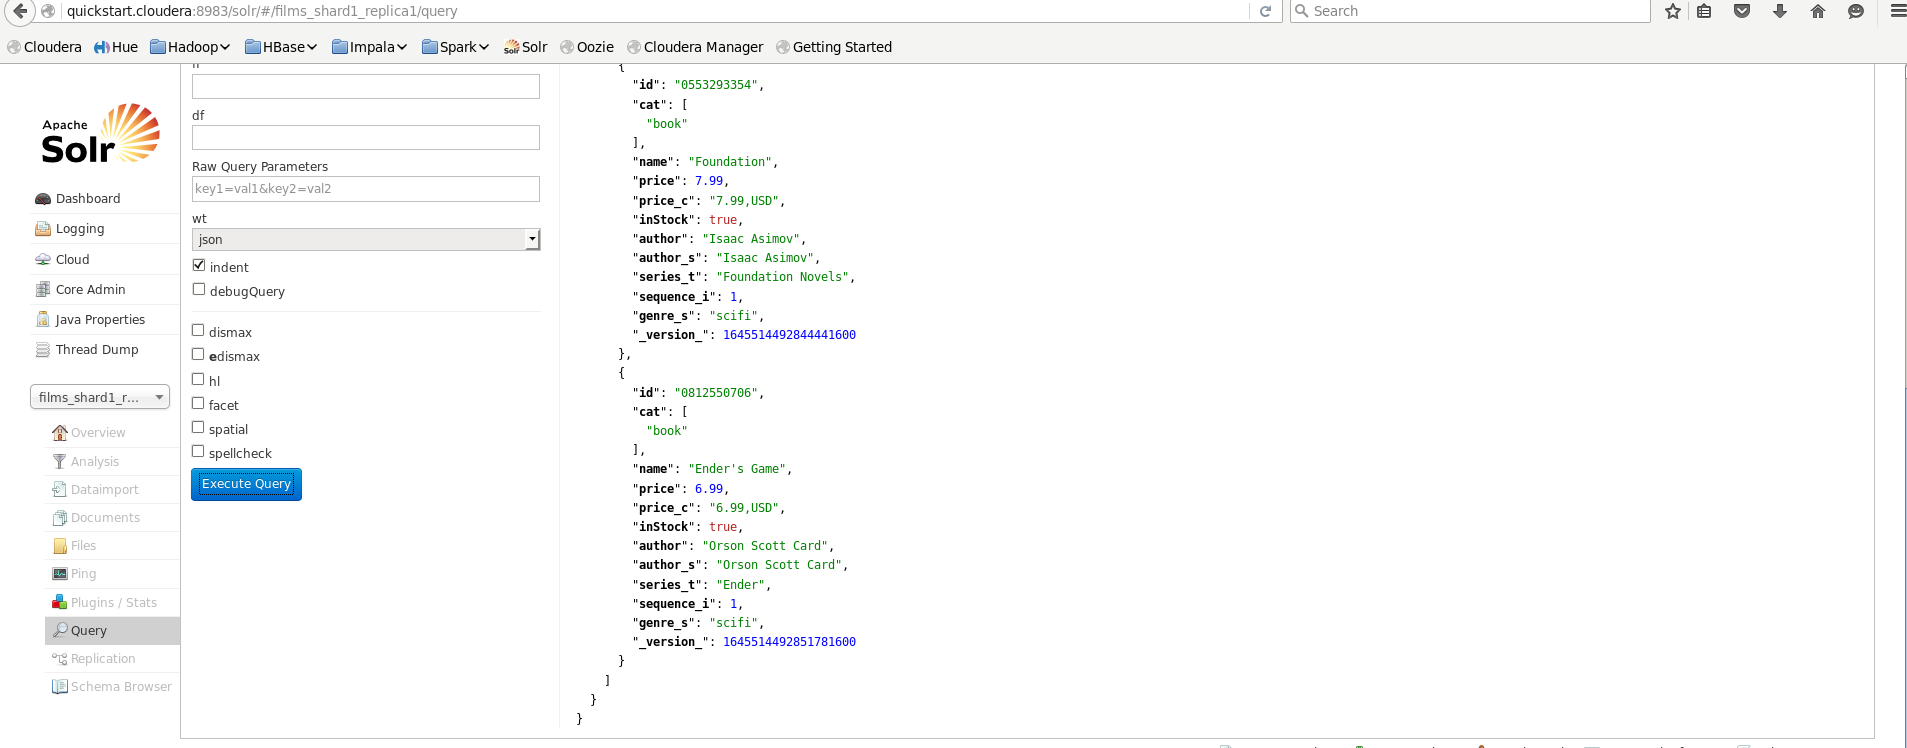 quickstart.cloudera:8983/solr/#/films_shard1_replica1/query
Search
Cloudera Hue Hadoop HBase Impala Spark Solr Oozie Cloudera Manager Getting Started
Apache
Solr
Dashboard
Logging
Cloud
Core Admin
Java Properties
Thread Dump
films_shard1_r...
Overview
Analysis
Dataimport
Documents
Files
Ping
Plugins / Stats
Query
Replication
Schema Browser
df
Raw Query Parameters
key1=val1&key2=val2
wt
json
indent
debugQuery
dismax
edismax
hl
facet
spatial
spellcheck
Execute Query
{
"id": "0553293354",
"cat": [
"book"
],
"name": "Foundation",
"price": 7.99,
"price_c": "7.99,USD",
"inStock": true,
"author": "Isaac Asimov",
"author_s": "Isaac Asimov",
"series_t": "Foundation Novels",
"sequence_i": 1,
"genre_s": "scifi",
"_version_": 1645514492844441600
},
{
"id": "0812550706",
"cat": [
"book"
],
"name": "Ender's Game",
"price": 6.99,
"price_c": "6.99,USD",
"inStock": true,
"author": "Orson Scott Card",
"author_s": "Orson Scott Card",
"series_t": "Ender",
"sequence_i": 1,
"genre_s": "scifi",
"_version_": 1645514492851781600
}
]
}
}